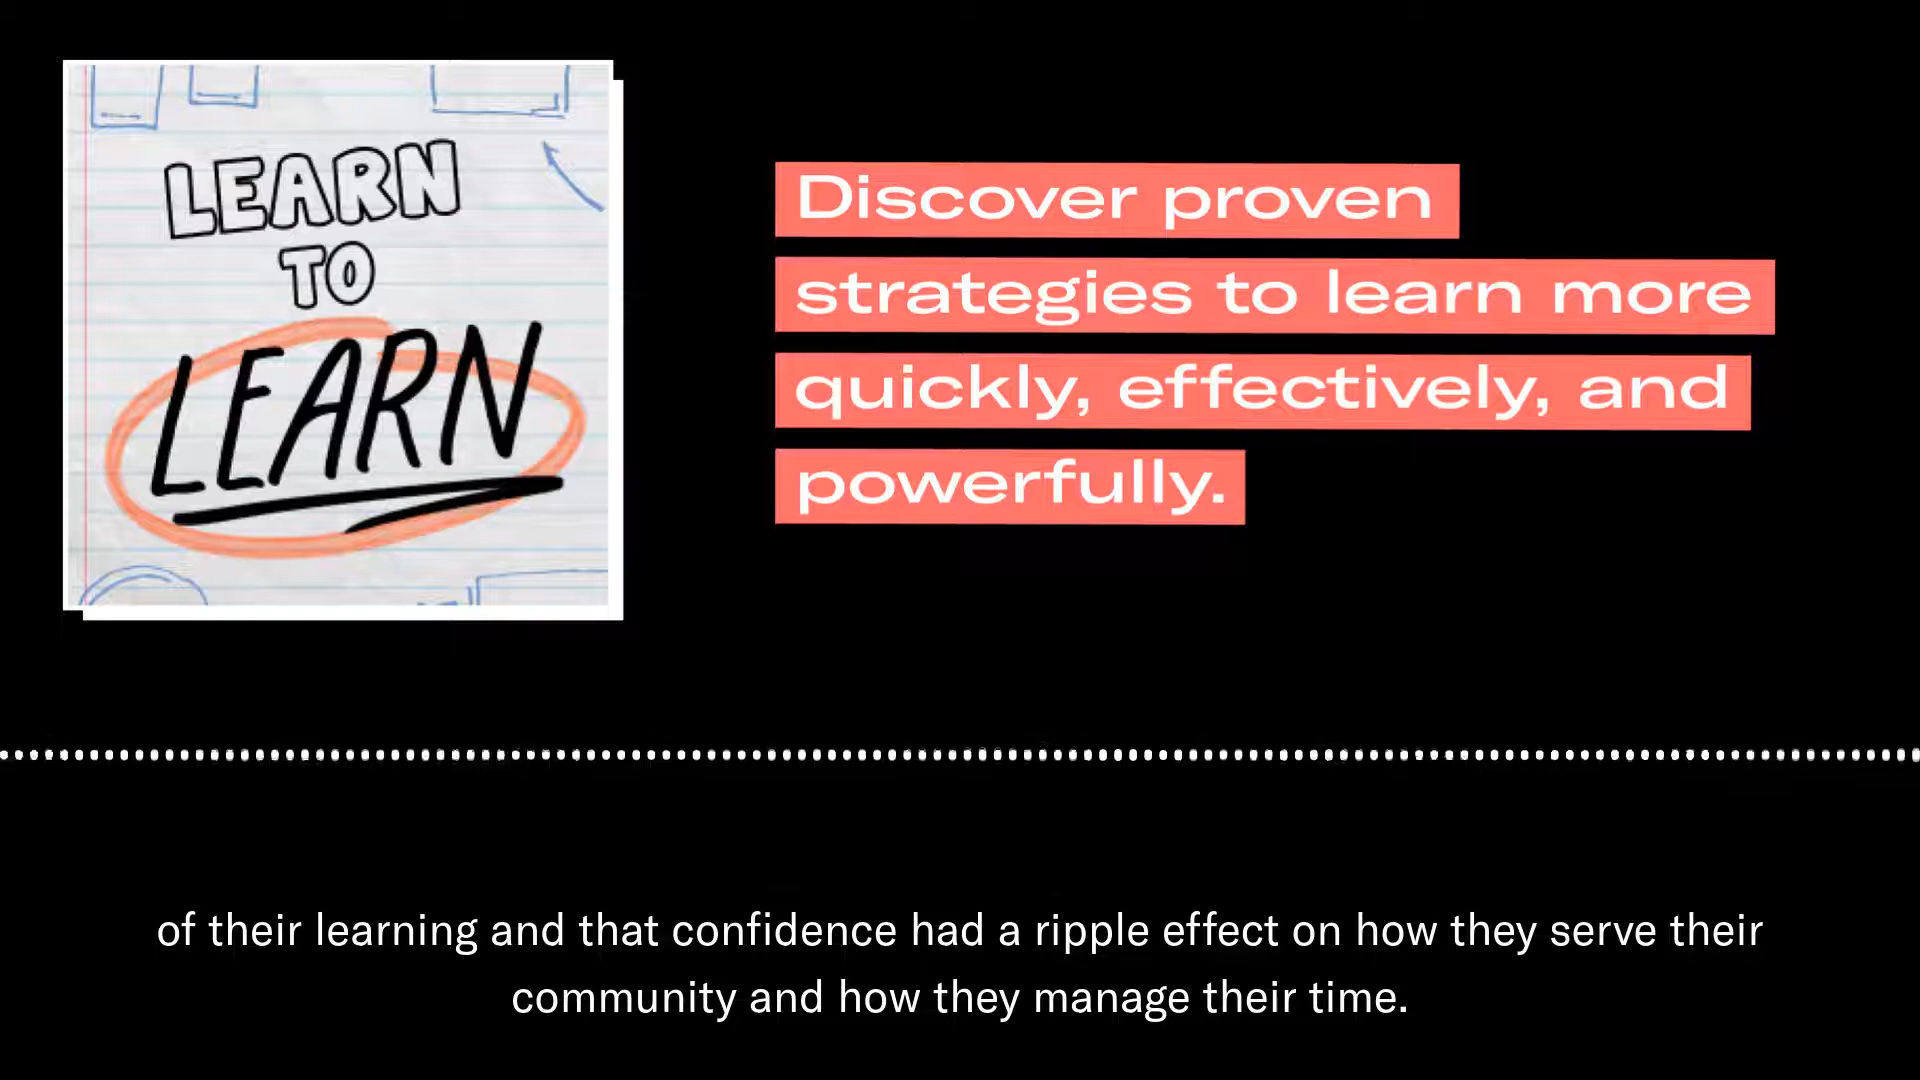 LEARN
TO
LEARN
Discover proven
strategies to learn more
quickly, effectively, and
powerfully.
of their learning and that confidence had a ripple effect on how they serve their
community and how they manage their time.